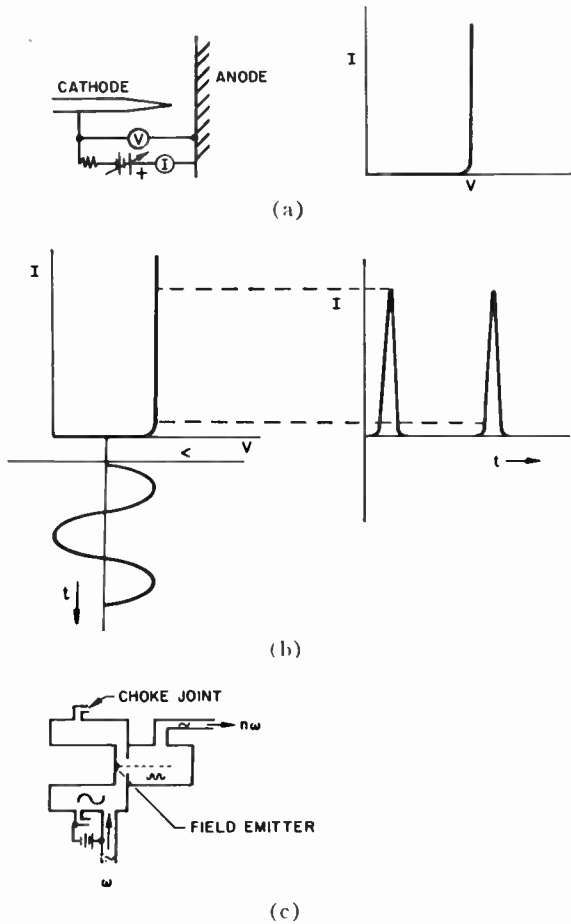 CATHODE
ANODE
V
+
I
I
V
(a)
I
V
<
t
I
t
(b)
CHOKE JOINT
nω
FIELD EMITTER
ω
(c)